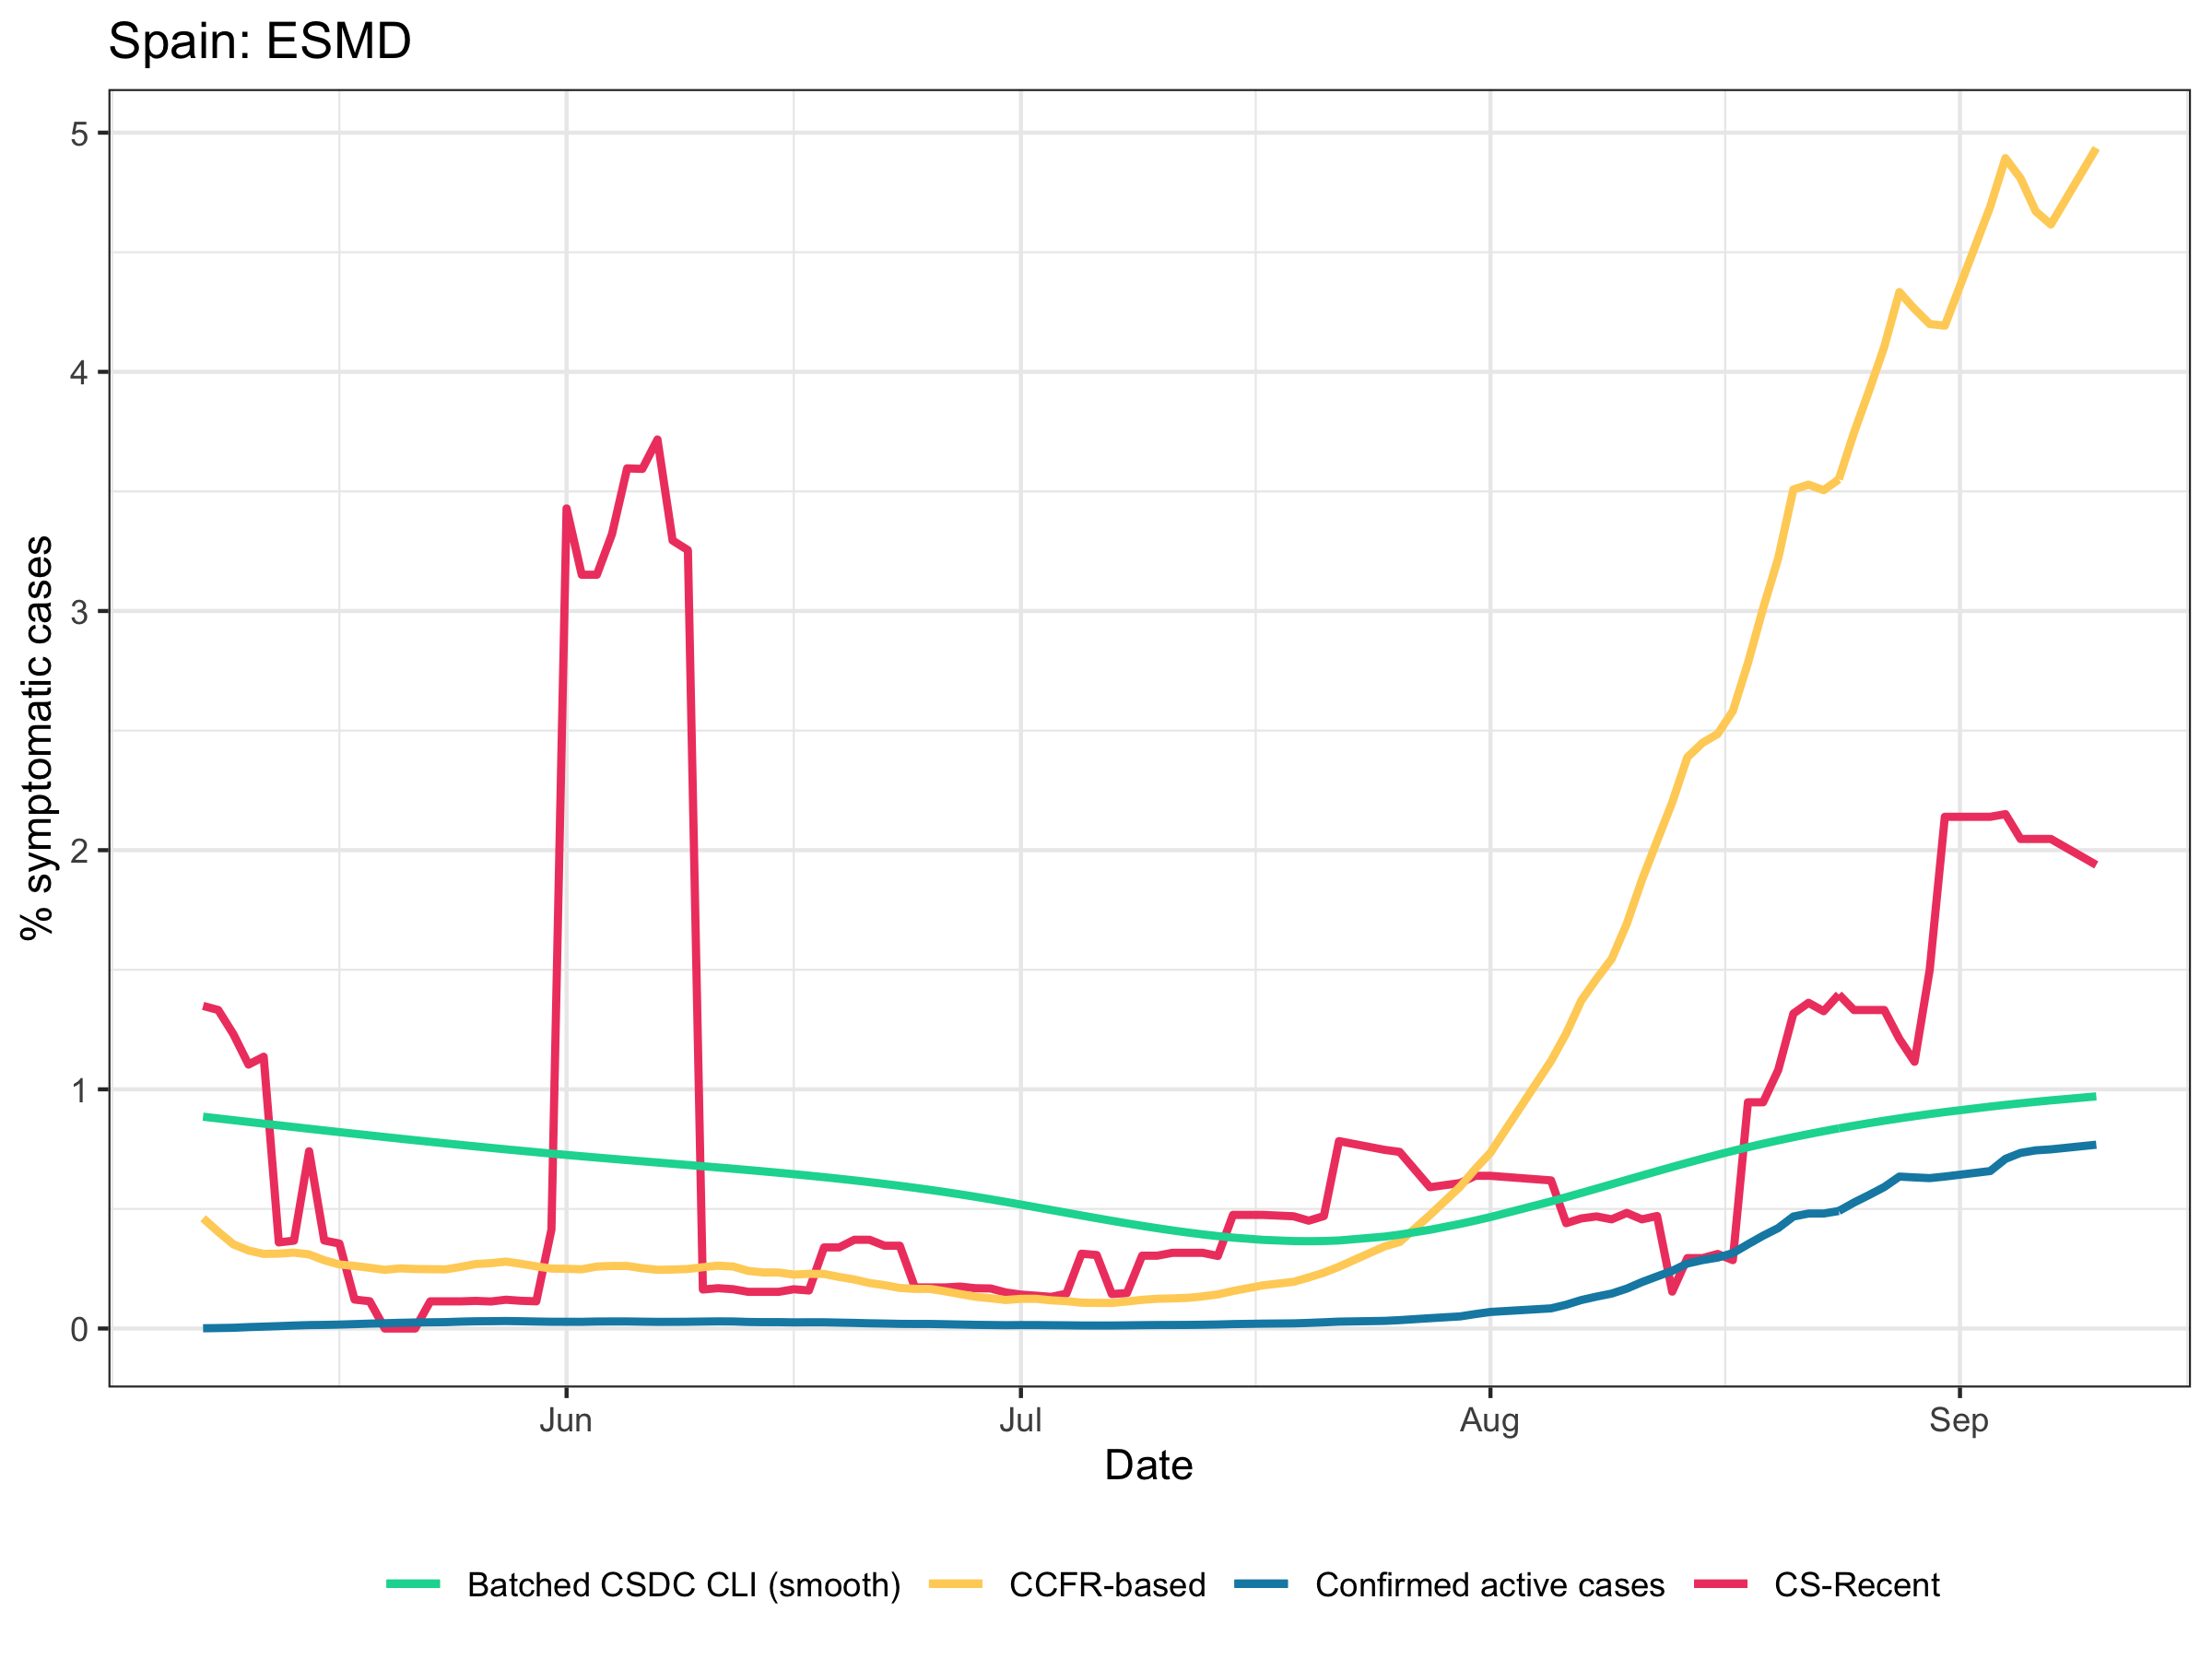 Spain: ESMD
% symptomatic cases
5
4
3
2
1
0
Jun Jul Aug Sep
Date
Batched CSDC CLI (smooth) CCFR-based Confirmed active cases CS-Recent